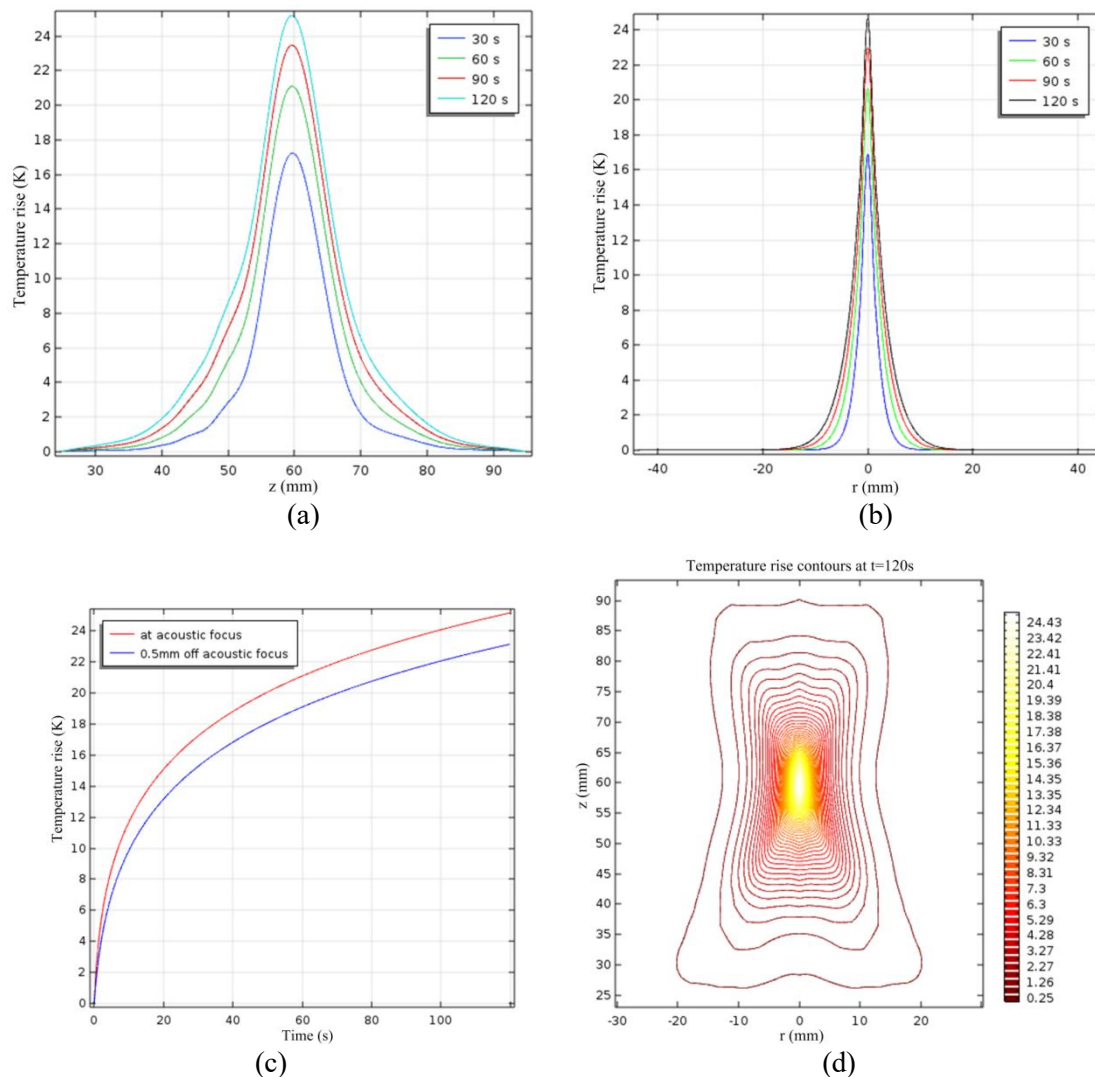 24
22
20
18
16
14
12
10
8
6
4
2
0
Temperature rise (K)
30 s
60 s
90 s
120 s
30 40 50 60 70 80 90
z (mm)
(a)
24
22
20
18
16
14
12
10
8
6
4
2
0
Temperature rise (K)
30 s
60 s
90 s
120 s
-40 -20 0 20 40
r (mm)
(b)
24
22
20
18
16
14
12
10
8
6
4
2
0
Temperature rise (K)
at acoustic focus
0.5mm off acoustic focus
0 20 40 60 80 100
Time (s)
(c)
Temperature rise contours at t=120s
90
85
80
75
70
65
60
55
50
45
40
35
30
25
z (mm)
-30 -20 -10 0 10 20
r (mm)
24.43
23.42
22.41
21.41
20.4
19.39
18.38
17.38
16.37
15.36
14.35
13.35
12.34
11.33
10.33
9.32
8.31
7.3
6.3
5.29
4.28
3.27
2.27
1.26
0.25
(d)